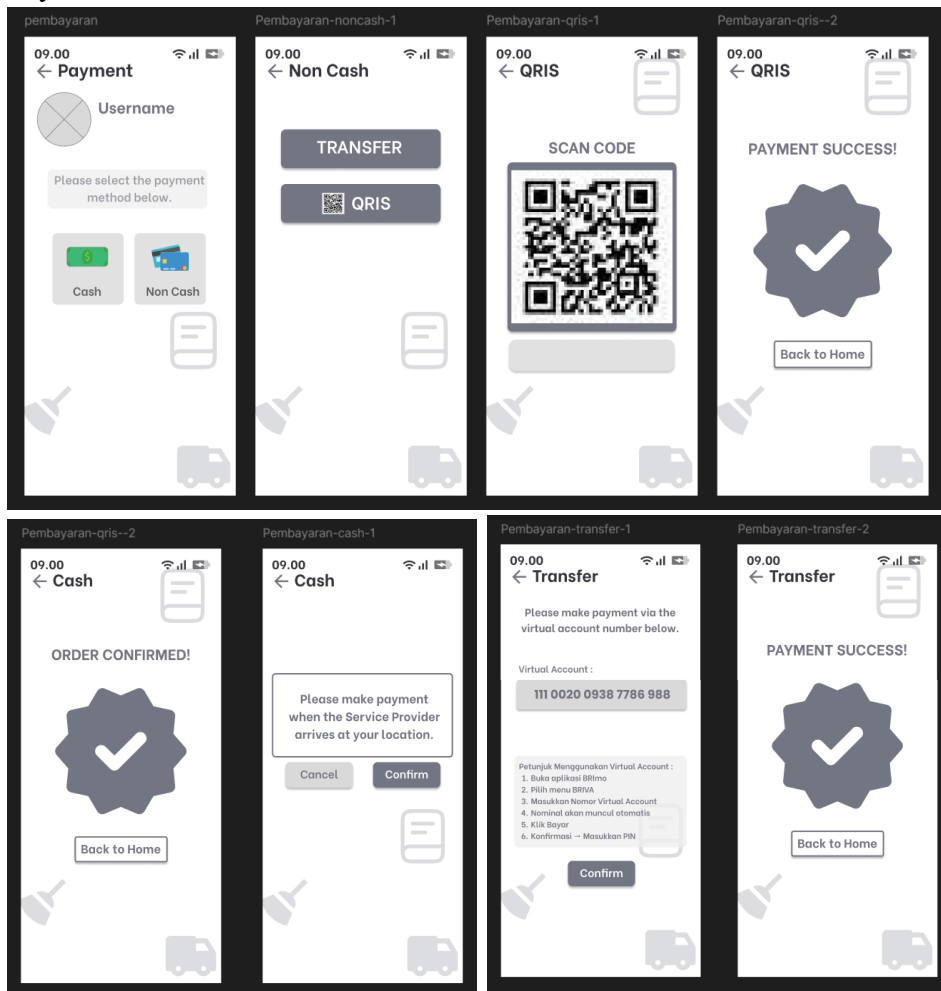 pembayaran
09.00
← Payment
Username
Please select the payment
method below.
Cash
Non Cash
Pembayaran-noncash-1
09.00
← Non Cash
TRANSFER
QRIS
Pembayaran-qris-1
09.00
← QRIS
SCAN CODE
Pembayaran-qris--2
09.00
← QRIS
PAYMENT SUCCESS!
Back to Home
Pembayaran-qris--2
09.00
← Cash
ORDER CONFIRMED!
Back to Home
Pembayaran-cash-1
09.00
← Cash
Please make payment
when the Service Provider
arrives at your location.
Cancel
Confirm
Pembayaran-transfer-1
09.00
← Transfer
Please make payment via the
virtual account number below.
Virtual Account :
111 0020 0938 7786 988
Petunjuk Menggunakan Virtual Account :
1. Buka aplikasi BRImo
2. Pilih menu BRIVA
3. Masukkan Nomor Virtual Account
4. Nominal akan muncul otomatis
5. Klik Bayar
6. Konfirmasi → Masukkan PIN
Confirm
Pembayaran-transfer-2
09.00
← Transfer
PAYMENT SUCCESS!
Back to Home